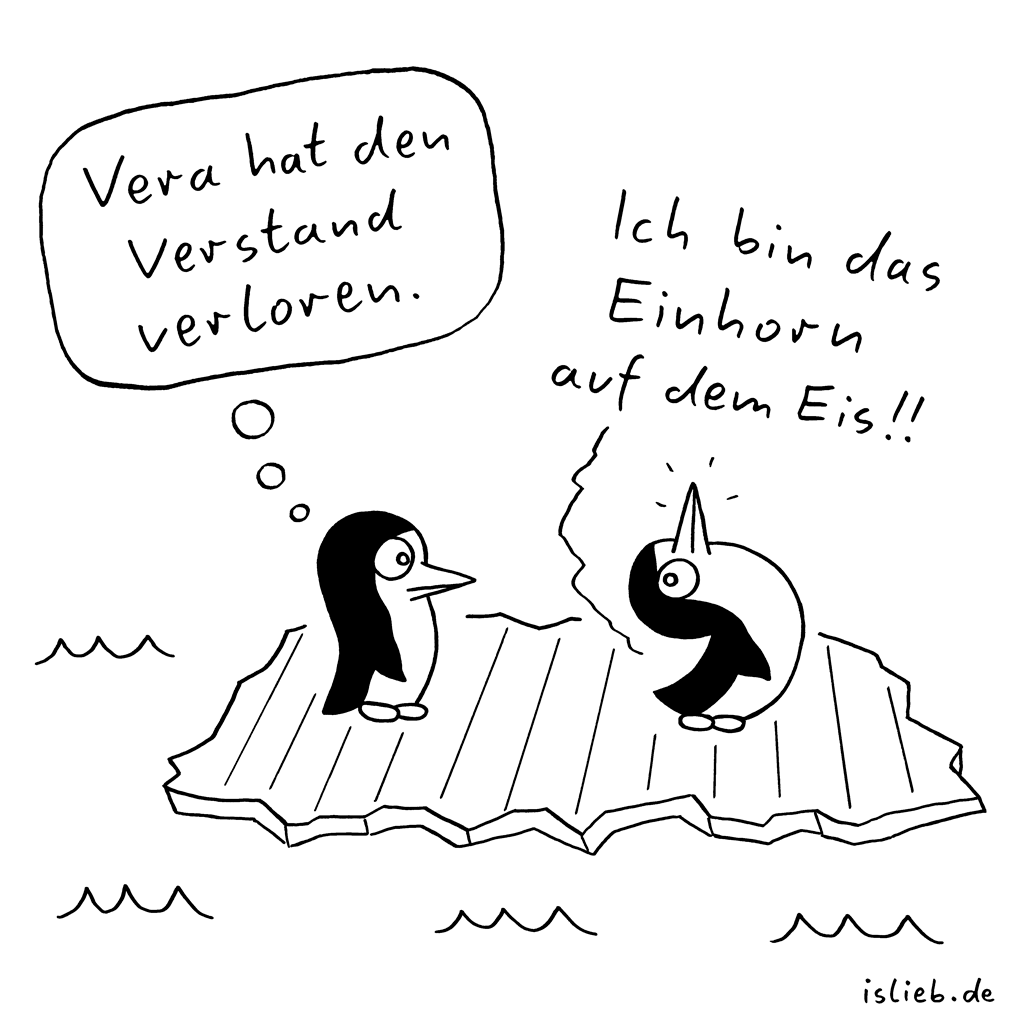 Vera hat den
Verstand
verloren.
Ich bin das
Einhorn
auf dem Eis!!
islieb.de